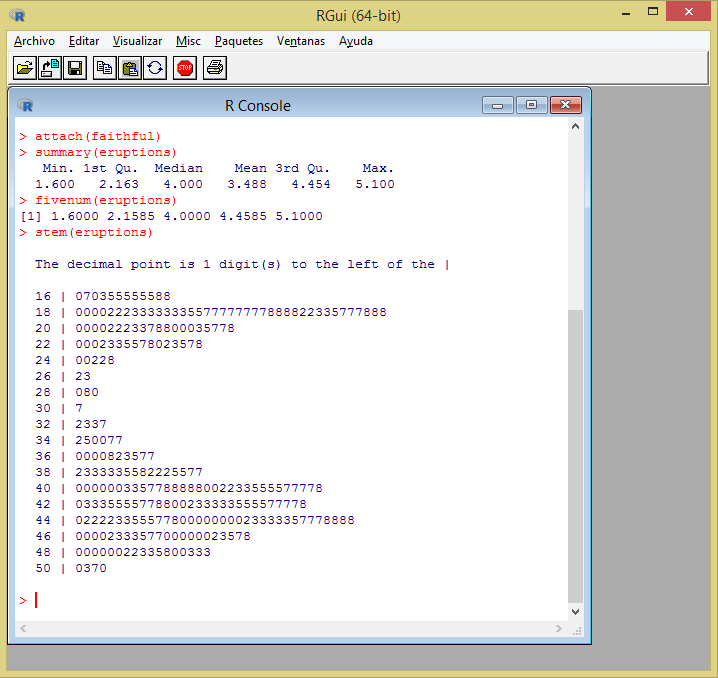 RGui (64-bit)
Archivo Editar Visualizar Misc Paquetes Ventanas Ayuda
STOP
R Console
> attach(faithful)
> summary(eruptions)
   Min. 1st Qu.  Median    Mean 3rd Qu.    Max.
  1.600   2.163   4.000   3.488   4.454   5.100
> fivenum(eruptions)
[1] 1.6000 2.1585 4.0000 4.4585 5.1000
> stem(eruptions)
  The decimal point is 1 digit(s) to the left of the |
  16 | 070355555588
  18 | 000022233333335577777777888822335777888
  20 | 00002223378800035778
  22 | 0002335578023578
  24 | 00228
  26 | 23
  28 | 080
  30 | 7
  32 | 2337
  34 | 250077
  36 | 0000823577
  38 | 2333335582225577
  40 | 0000003357788888002233555577778
  42 | 03335555778800233333555577778
  44 | 02222335557780000000023333357778888
  46 | 0000233357700000023578
  48 | 00000022335800333
  50 | 0370
>